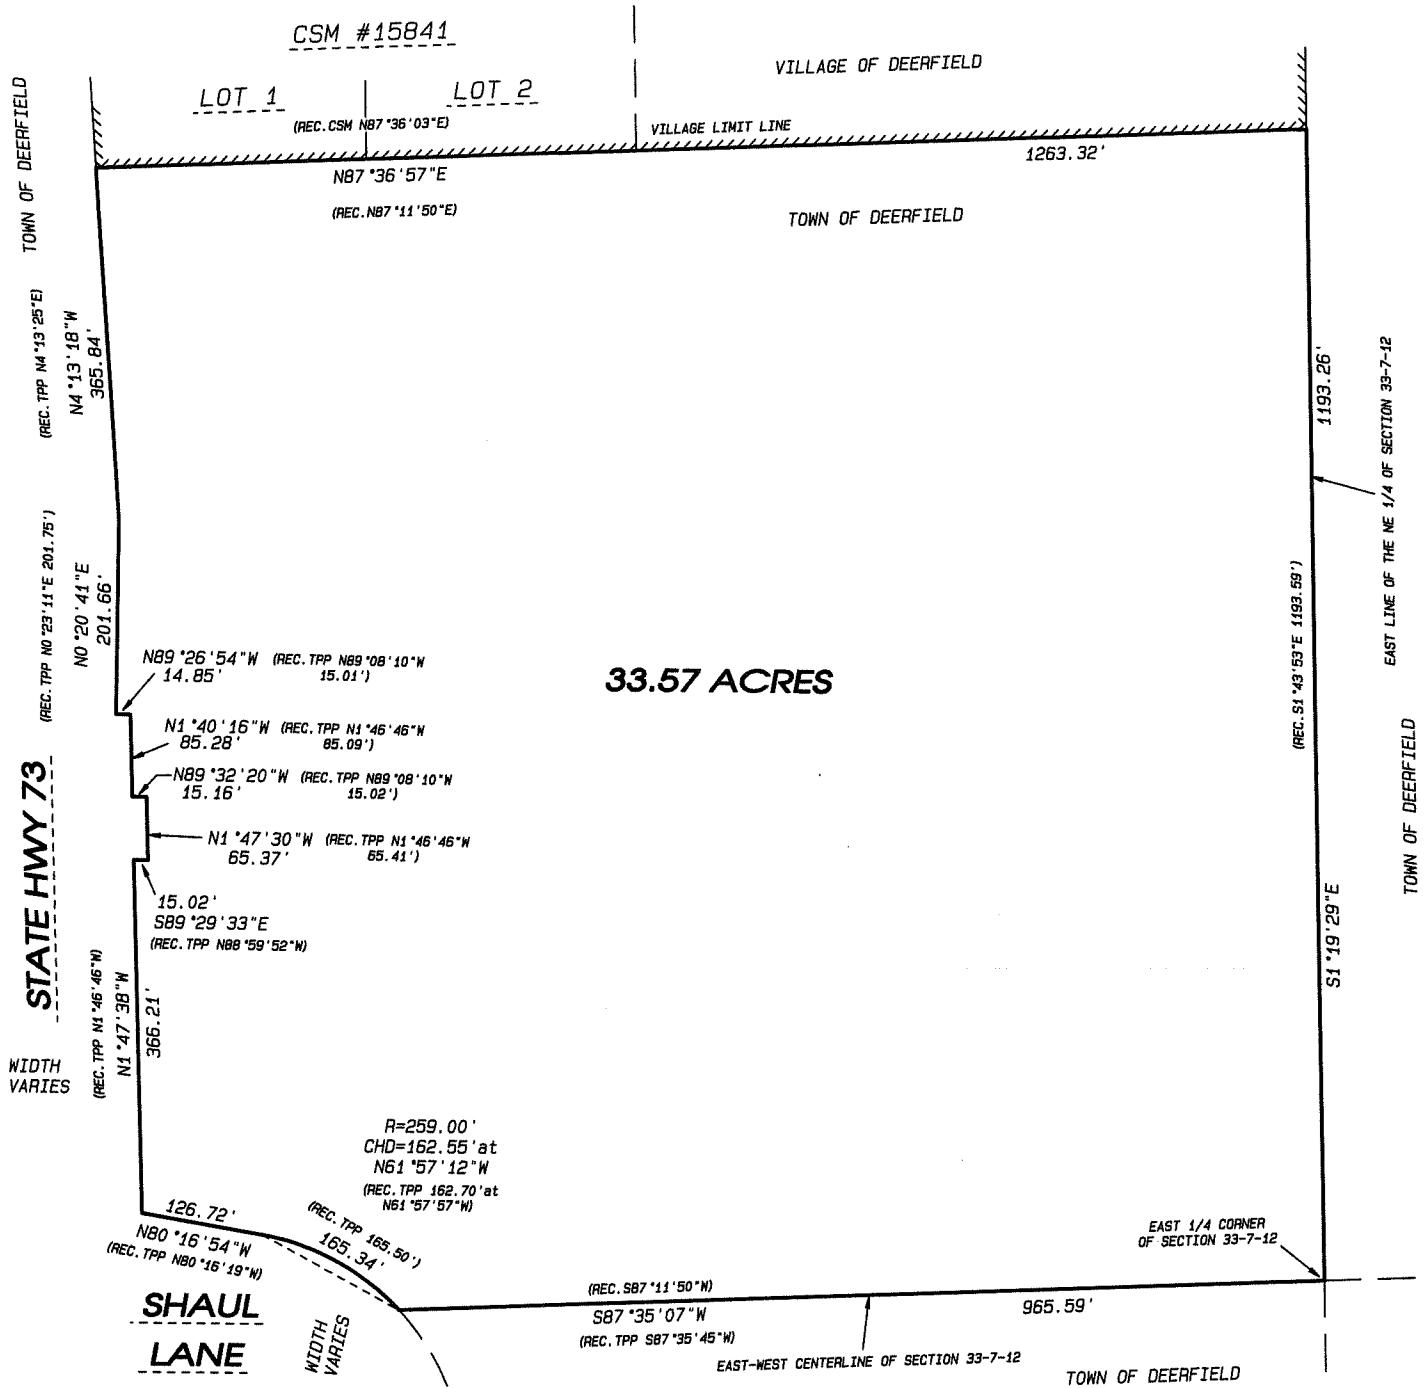 CSM #15841
LOT 1
LOT 2
(REC.CSM N87°36'03"E)
VILLAGE OF DEERFIELD
VILLAGE LIMIT LINE
1263.32'
N87°36'57"E
(REC.N87°11'50"E)
TOWN OF DEERFIELD
TOWN OF DEERFIELD
(REC.TPP N4°13'25"E)
N4°13'18"W
365.84'
(REC.TPP N0°23'11"E 201.75')
N0°20'41"E
201.66'
N89°26'54"W (REC.TPP N89°08'10"W
14.85' 15.01')
N1°40'16"W (REC.TPP N1°46'46"W
85.28' 85.09')
N89°32'20"W (REC.TPP N89°08'10"W
15.16' 15.02')
N1°47'30"W (REC.TPP N1°46'46"W
65.37' 65.41')
15.02'
S89°29'33"E
(REC.TPP N88°59'52"W)
33.57 ACRES
1193.26'
EAST LINE OF THE NE 1/4 OF SECTION 33-7-12
(REC.S1°43'53"E 1193.59')
S1°19'29"E
TOWN OF DEERFIELD
STATE HWY 73
WIDTH
VARIES
(REC.TPP N1°46'46"W)
N1°47'38"W
366.21'
R=259.00'
CHD=162.55'at
N61°57'12"W
(REC.TPP 162.70'at
N61°57'57"W)
126.72'
N80°16'54"W
(REC.TPP N80°16'19"W)
(REC.TPP 165.50')
165.34'
SHAUL
LANE
WIDTH
VARIES
EAST 1/4 CORNER
OF SECTION 33-7-12
(REC.S87°11'50"W)
S87°35'07"W
(REC.TPP S87°35'45"W)
965.59'
EAST-WEST CENTERLINE OF SECTION 33-7-12
TOWN OF DEERFIELD